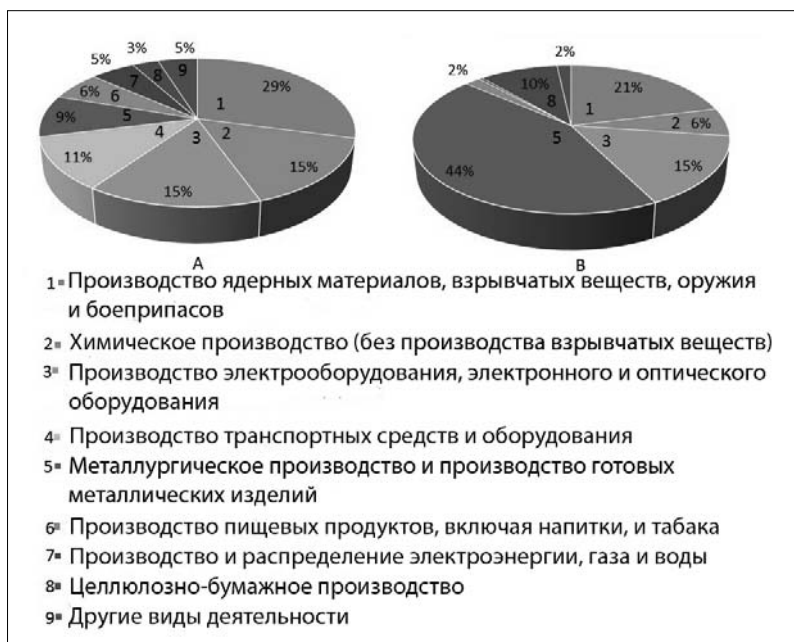 3% 5% 2%
5% 29% 2% 10% 21%
6% 7 8 9 8
6 1 1
9% 5 2 6%
4 3 2 5 3
11% 15% 44% 15%
15%
A B
1 Производство ядерных материалов, взрывчатых веществ, оружия
и боеприпасов
2 Химическое производство (без производства взрывчатых веществ)
3 Производство электрооборудования, электронного и оптического
оборудования
4 Производство транспортных средств и оборудования
5 Металлургическое производство и производство готовых
металлических изделий
6 Производство пищевых продуктов, включая напитки, и табака
7 Производство и распределение электроэнергии, газа и воды
8 Целлюлозно-бумажное производство
9 Другие виды деятельности